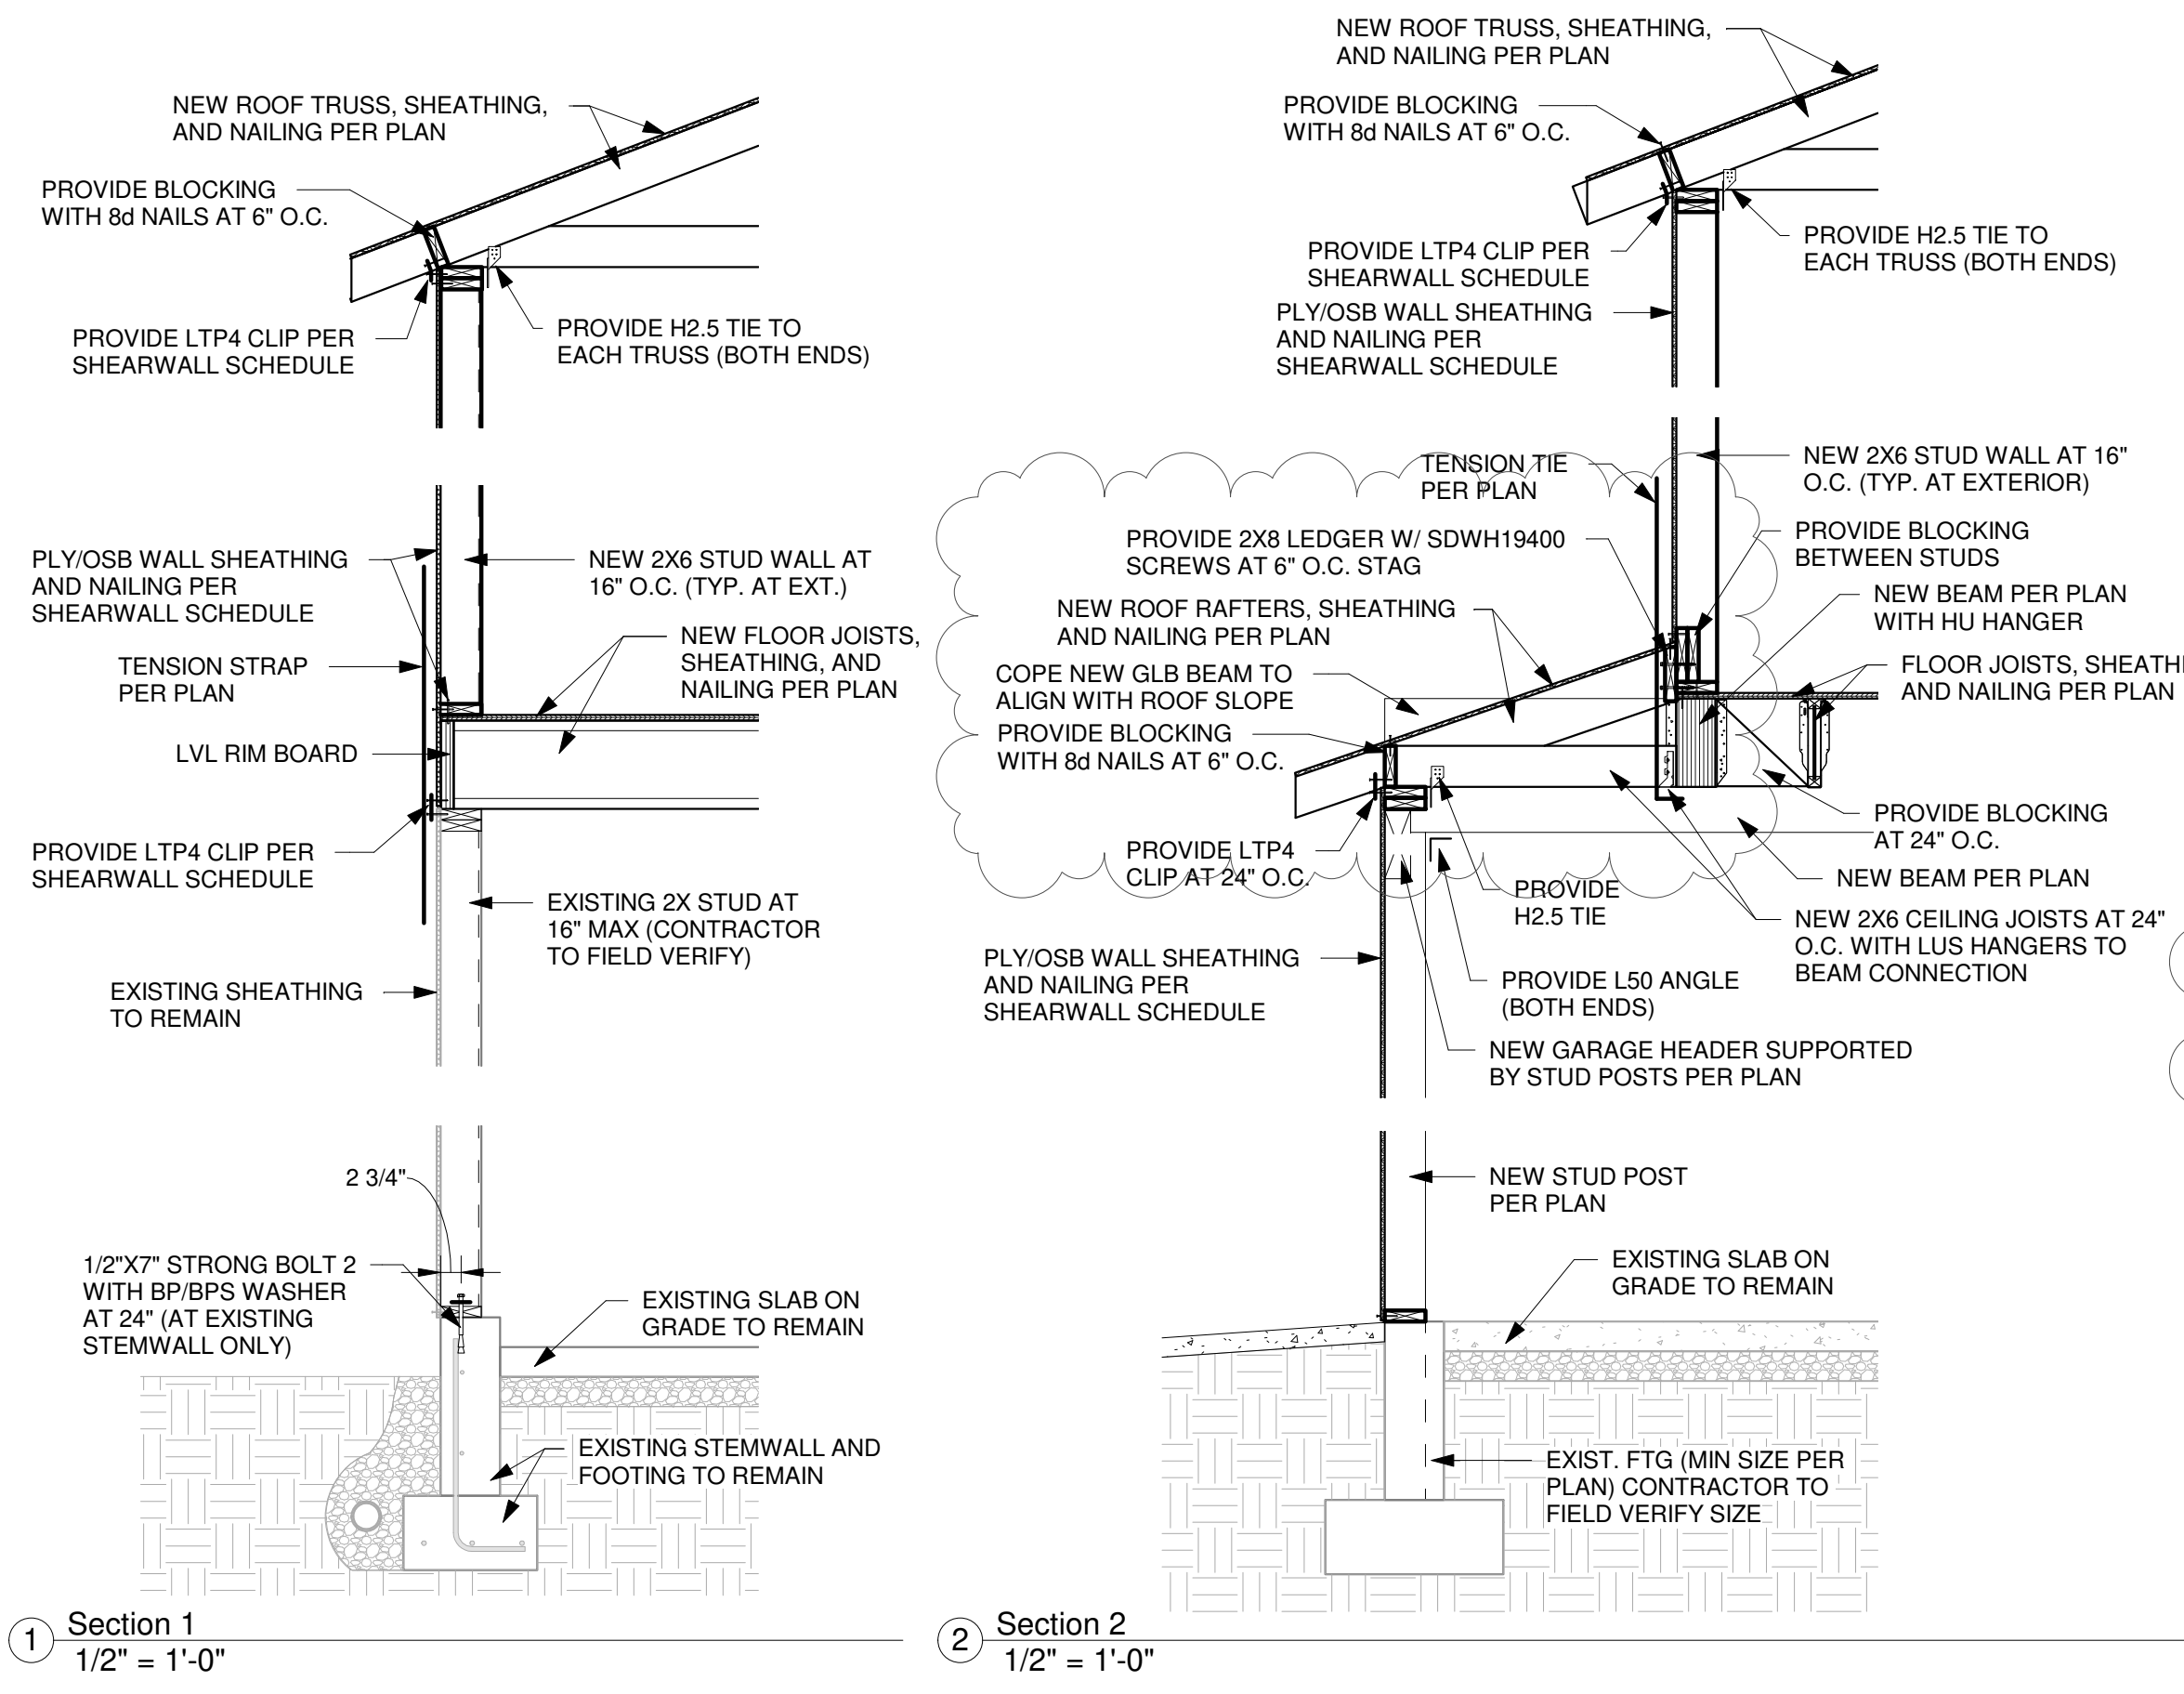 NEW ROOF TRUSS, SHEATHING,
AND NAILING PER PLAN
PROVIDE BLOCKING
WITH 8d NAILS AT 6" O.C.
PROVIDE LTP4 CLIP PER
SHEARWALL SCHEDULE
PROVIDE H2.5 TIE TO
EACH TRUSS (BOTH ENDS)
PLY/OSB WALL SHEATHING
AND NAILING PER
SHEARWALL SCHEDULE
NEW 2X6 STUD WALL AT
16" O.C. (TYP. AT EXT.)
NEW FLOOR JOISTS,
SHEATHING, AND
NAILING PER PLAN
TENSION STRAP
PER PLAN
LVL RIM BOARD
PROVIDE LTP4 CLIP PER
SHEARWALL SCHEDULE
EXISTING 2X STUD AT
16" MAX (CONTRACTOR
TO FIELD VERIFY)
EXISTING SHEATHING
TO REMAIN
2 3/4"
1/2"X7" STRONG BOLT 2
WITH BP/BPS WASHER
AT 24" (AT EXISTING
STEMWALL ONLY)
EXISTING SLAB ON
GRADE TO REMAIN
EXISTING STEMWALL AND
FOOTING TO REMAIN
1
Section 1
1/2" = 1'-0"
NEW ROOF TRUSS, SHEATHING,
AND NAILING PER PLAN
PROVIDE BLOCKING
WITH 8d NAILS AT 6" O.C.
PROVIDE LTP4 CLIP PER
SHEARWALL SCHEDULE
PROVIDE H2.5 TIE TO
EACH TRUSS (BOTH ENDS)
PLY/OSB WALL SHEATHING
AND NAILING PER
SHEARWALL SCHEDULE
TENSION TIE
PER PLAN
NEW 2X6 STUD WALL AT 16"
O.C. (TYP. AT EXTERIOR)
PROVIDE 2X8 LEDGER W/ SDWH19400
SCREWS AT 6" O.C. STAG
PROVIDE BLOCKING
BETWEEN STUDS
NEW ROOF RAFTERS, SHEATHING
AND NAILING PER PLAN
NEW BEAM PER PLAN
WITH HU HANGER
COPE NEW GLB BEAM TO
ALIGN WITH ROOF SLOPE
FLOOR JOISTS, SHEATHI
AND NAILING PER PLAN
PROVIDE BLOCKING
WITH 8d NAILS AT 6" O.C.
PROVIDE BLOCKING
AT 24" O.C.
PROVIDE LTP4
CLIP AT 24" O.C.
PROVIDE
H2.5 TIE
NEW BEAM PER PLAN
NEW 2X6 CEILING JOISTS AT 24"
O.C. WITH LUS HANGERS TO
BEAM CONNECTION
PLY/OSB WALL SHEATHING
AND NAILING PER
SHEARWALL SCHEDULE
PROVIDE L50 ANGLE
(BOTH ENDS)
NEW GARAGE HEADER SUPPORTED
BY STUD POSTS PER PLAN
NEW STUD POST
PER PLAN
EXISTING SLAB ON
GRADE TO REMAIN
EXIST. FTG (MIN SIZE PER
PLAN) CONTRACTOR TO
FIELD VERIFY SIZE
2
Section 2
1/2" = 1'-0"